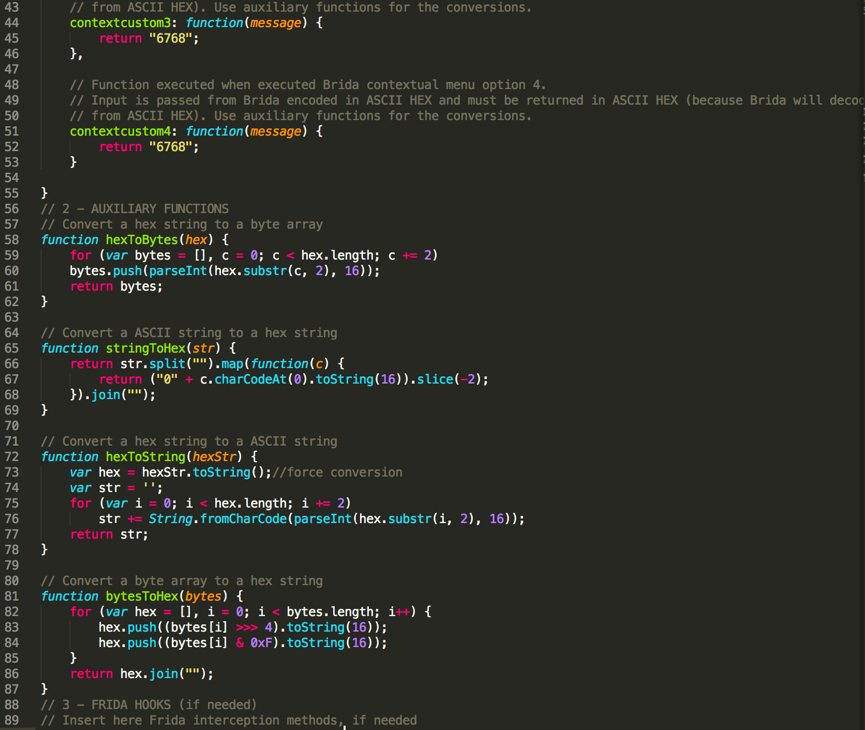 43 // from ASCII HEX). Use auxiliary functions for the conversions.
44 contextcustom3: function(message) {
45 return "6768";
46 },
47
48 // Function executed when executed Brida contextual menu option 4.
49 // Input is passed from Brida encoded in ASCII HEX and must be returned in ASCII HEX (because Brida will decod
50 // from ASCII HEX). Use auxiliary functions for the conversions.
51 contextcustom4: function(message) {
52 return "6768";
53 }
54
55 }
56 // 2 - AUXILIARY FUNCTIONS
57 // Convert a hex string to a byte array
58 function hexToBytes(hex) {
59 for (var bytes = [], c = 0; c < hex.length; c += 2)
60 bytes.push(parseInt(hex.substr(c, 2), 16));
61 return bytes;
62 }
63
64 // Convert a ASCII string to a hex string
65 function stringToHex(str) {
66 return str.split("").map(function(c) {
67 return ("0" + c.charCodeAt(0).toString(16)).slice(-2);
68 }).join("");
69 }
70
71 // Convert a hex string to a ASCII string
72 function hexToString(hexStr) {
73 var hex = hexStr.toString();//force conversion
74 var str = '';
75 for (var i = 0; i < hex.length; i += 2)
76 str += String.fromCharCode(parseInt(hex.substr(i, 2), 16));
77 return str;
78 }
79
80 // Convert a byte array to a hex string
81 function bytesToHex(bytes) {
82 for (var hex = [], i = 0; i < bytes.length; i++) {
83 hex.push((bytes[i] >>> 4).toString(16));
84 hex.push((bytes[i] & 0xF).toString(16));
85 }
86 return hex.join("");
87 }
88 // 3 - FRIDA HOOKS (if needed)
89 // Insert here Frida interception methods, if needed